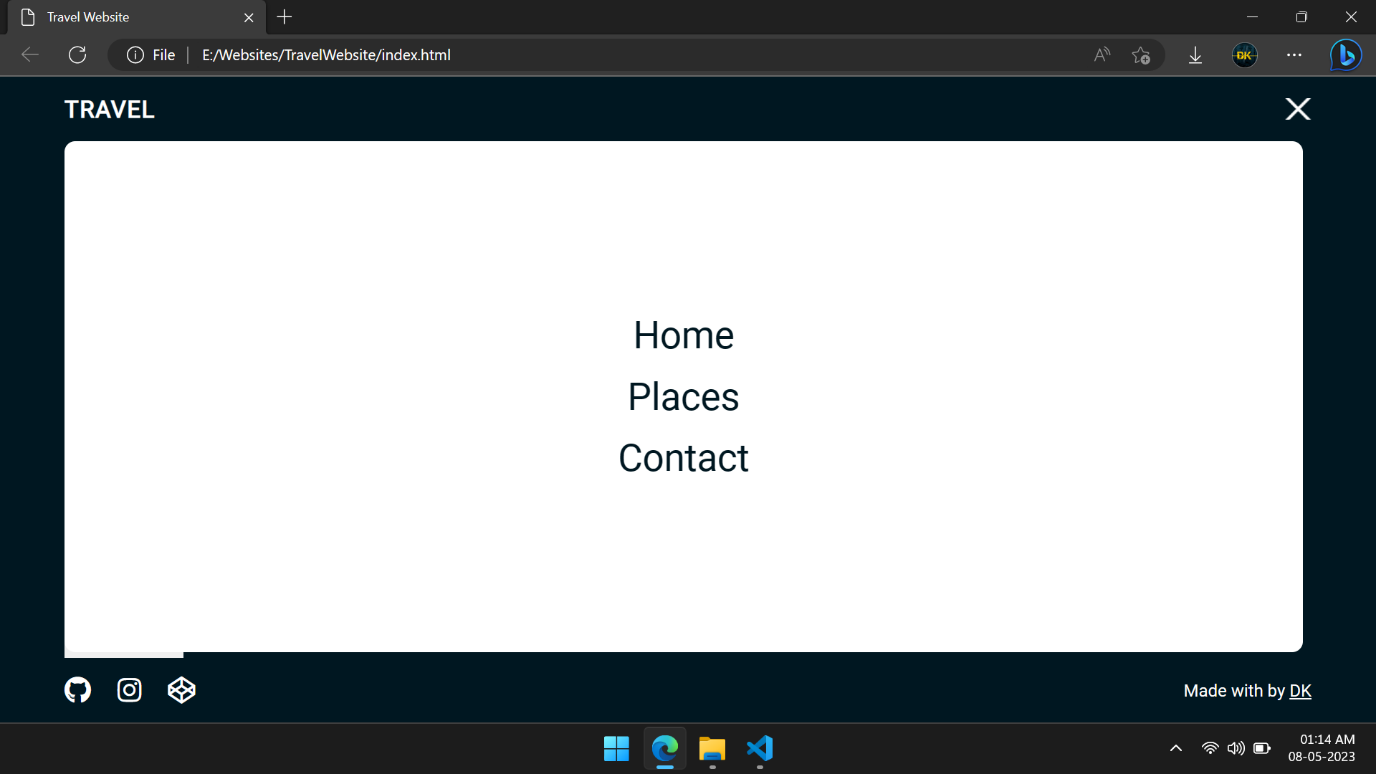 Travel Website
File
E:/Websites/TravelWebsite/index.html
DK
TRAVEL
Home
Places
Contact
Made with by DK
01:14 AM
08-05-2023